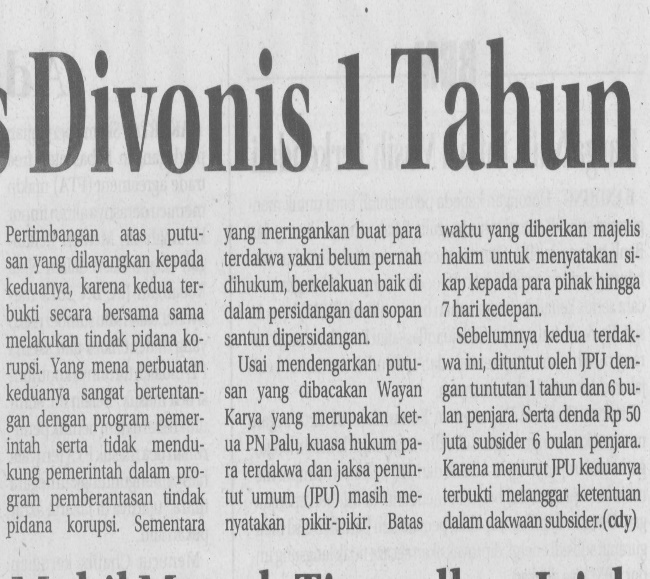 s Divonis 1 Tahun
Pertimbangan atas putu-
san yang dilayangkan kepada
keduanya, karena kedua ter-
bukti secara bersama sama
melakukan tindak pidana ko-
rupsi. Yang mena perbuatan
keduanya sangat bertentan-
gan dengan program pemer-
intah serta tidak mendu-
kung pemerintah dalam pro-
gram pemberantasan tindak
pidana korupsi. Sementara
yang meringankan buat para
terdakwa yakni belum pernah
dihukum, berkelakuan baik di
dalam persidangan dan sopan
santun dipersidangan.
Usai mendengarkan putu-
san yang dibacakan Wayan
Karya yang merupakan ket-
ua PN Palu, kuasa hukum pa-
ra terdakwa dan jaksa penun-
tut umum (JPU) masih me-
nyatakan pikir-pikir. Batas
waktu yang diberikan majelis
hakim untuk menyatakan si-
kap kepada para pihak hingga
7 hari kedepan.
Sebelumnya kedua terdak-
wa ini, dituntut oleh JPU den-
gan tuntutan 1 tahun dan 6 bu-
lan penjara. Serta denda Rp 50
juta subsider 6 bulan penjara.
Karena menurut JPU keduanya
terbukti melanggar ketentuan
dalam dakwaan subsider.(cdy)